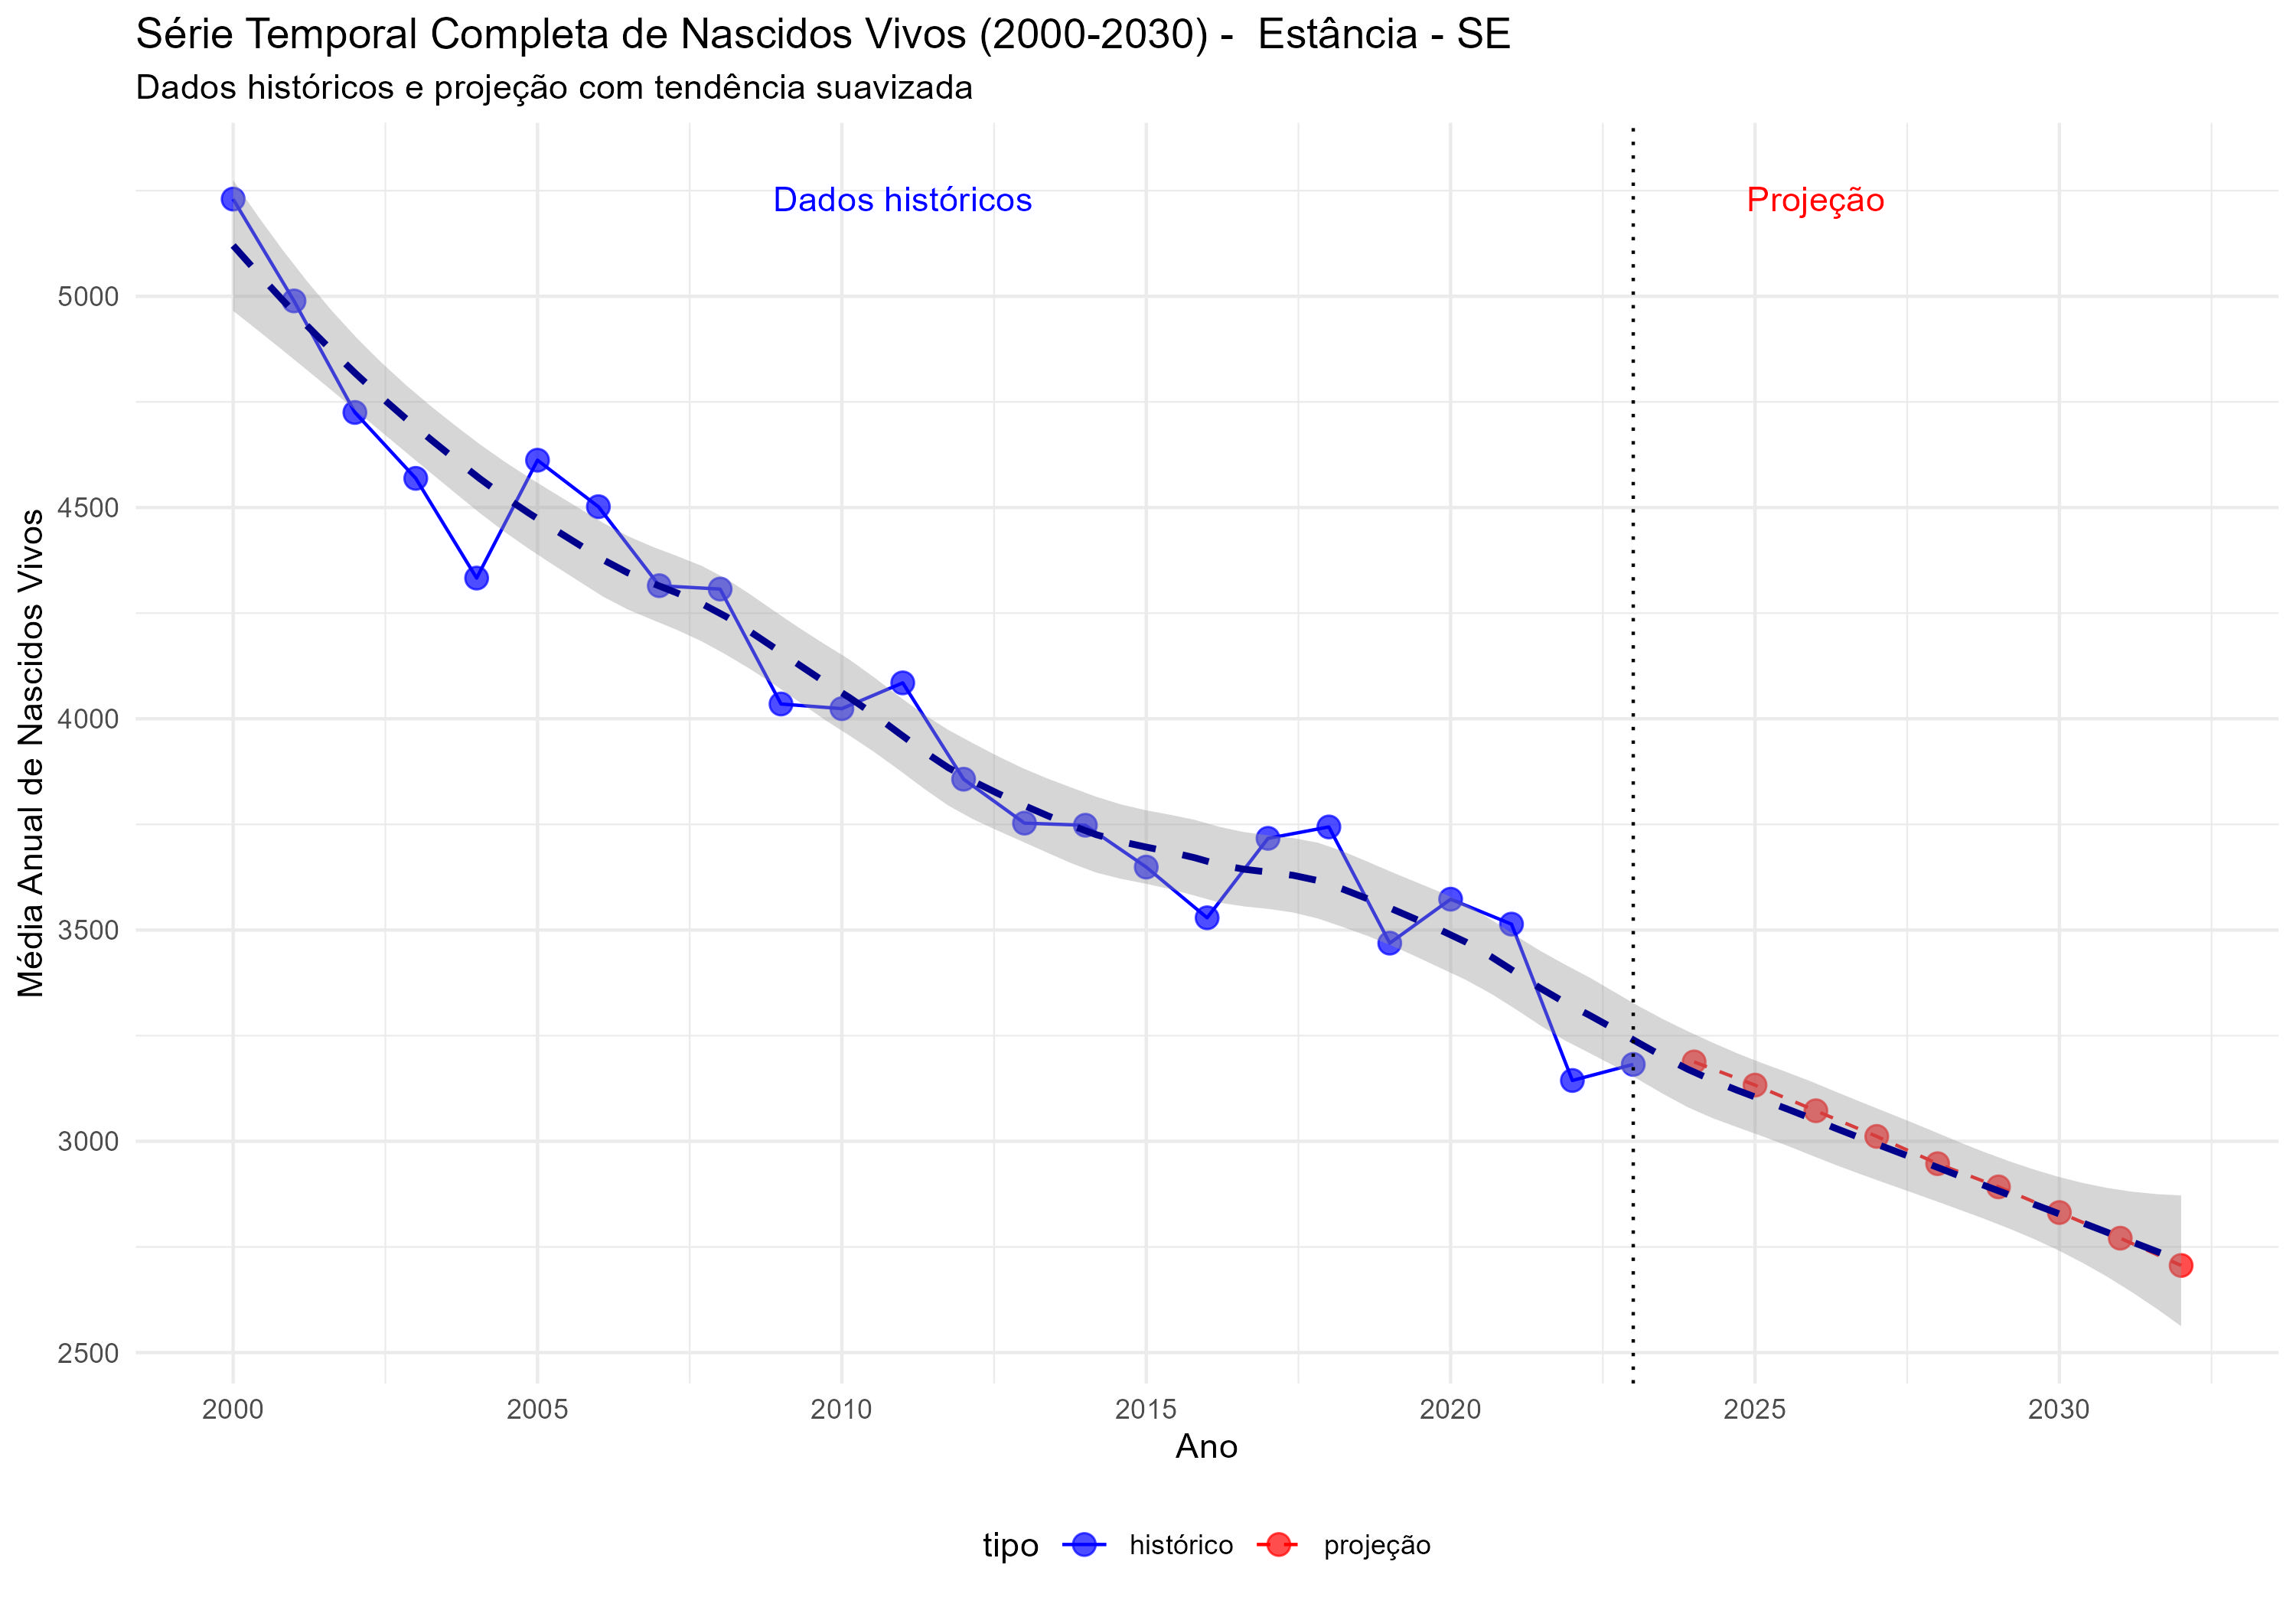 Série Temporal Completa de Nascidos Vivos (2000-2030) -  Estância - SE
Dados históricos e projeção com tendência suavizada
Dados históricos
Projeção
Média Anual de Nascidos Vivos
5000
4500
4000
3500
3000
2500
2000
2005
2010
2015
2020
2025
2030
Ano
tipo
histórico
projeção